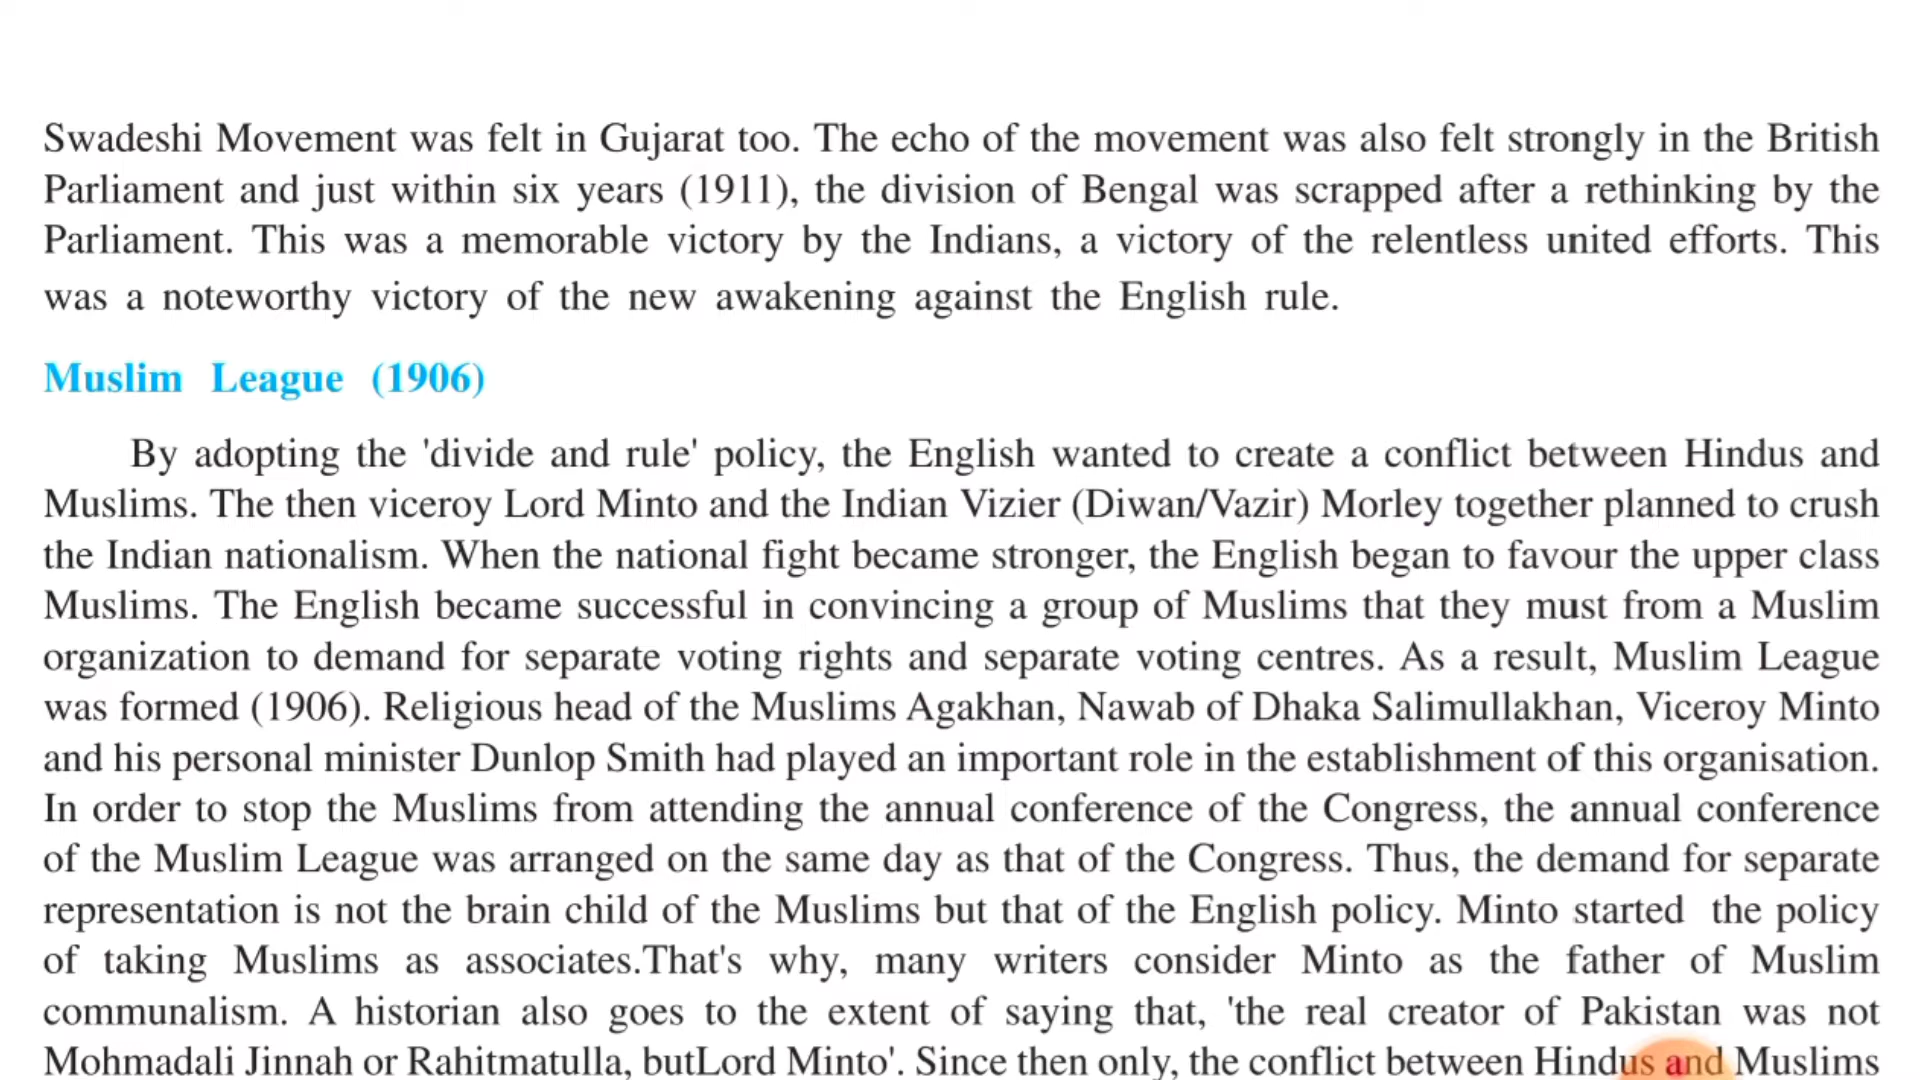 Swadeshi Movement was felt in Gujarat too. The echo of the movement was also felt strongly in the British
Parliament and just within six years (1911), the division of Bengal was scrapped after a rethinking by the
Parliament. This was a memorable victory by the Indians, a victory of the relentless united efforts. This
was a noteworthy victory of the new awakening against the English rule.
Muslim League (1906)
By adopting the 'divide and rule' policy, the English wanted to create a conflict between Hindus and
Muslims. The then viceroy Lord Minto and the Indian Vizier (Diwan/Vazir) Morley together planned to crush
the Indian nationalism. When the national fight became stronger, the English began to favour the upper class
Muslims. The English became successful in convincing a group of Muslims that they must from a Muslim
organization to demand for separate voting rights and separate voting centres. As a result, Muslim League
was formed (1906). Religious head of the Muslims Agakhan, Nawab of Dhaka Salimullakhan, Viceroy Minto
and his personal minister Dunlop Smith had played an important role in the establishment of this organisation.
In order to stop the Muslims from attending the annual conference of the Congress, the annual conference
of the Muslim League was arranged on the same day as that of the Congress. Thus, the demand for separate
representation is not the brain child of the Muslims but that of the English policy. Minto started the policy
of taking Muslims as associates.That's why, many writers consider Minto as the father of Muslim
communalism. A historian also goes to the extent of saying that, 'the real creator of Pakistan was not
Mohmadali Jinnah or Rahitmatulla, butLord Minto'. Since then only, the conflict between Hindus and Muslims